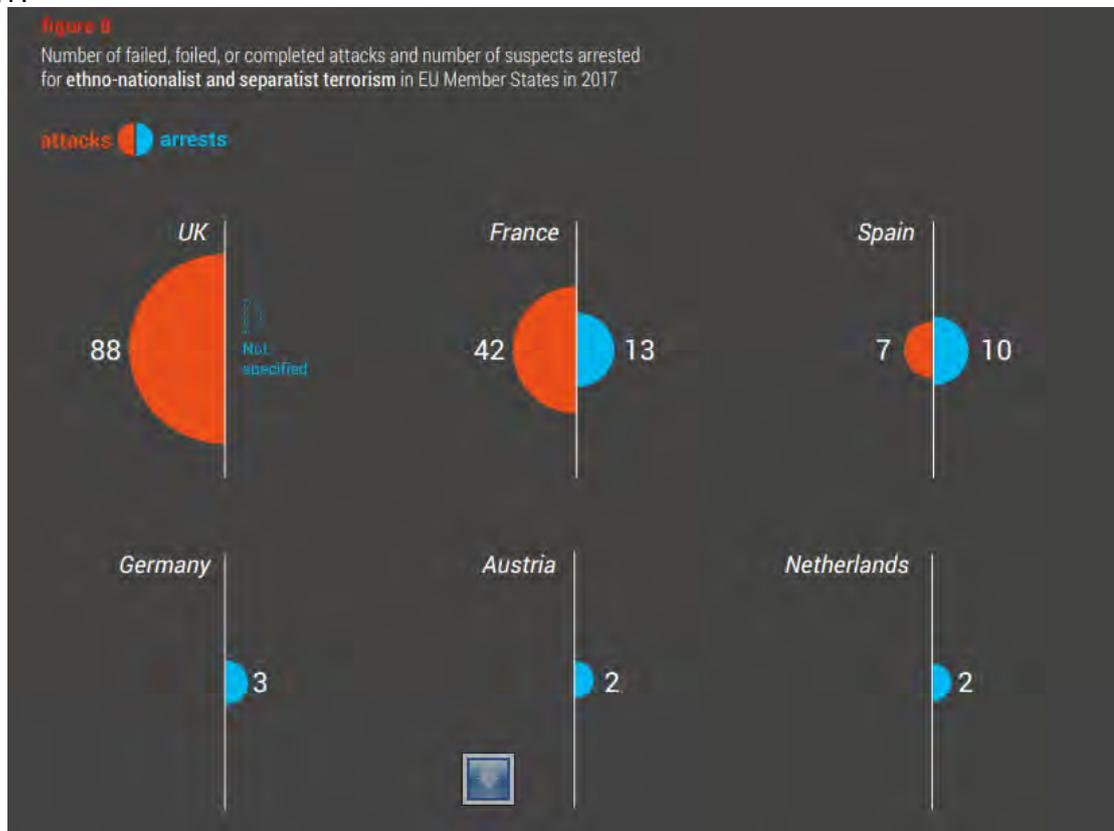 figure 8
Number of failed, foiled, or completed attacks and number of suspects arrested
for ethno-nationalist and separatist terrorism in EU Member States in 2017
attacks arrests
UK
France
Spain
88
Not
specified
42
13
7
10
Germany
Austria
Netherlands
3
2
2